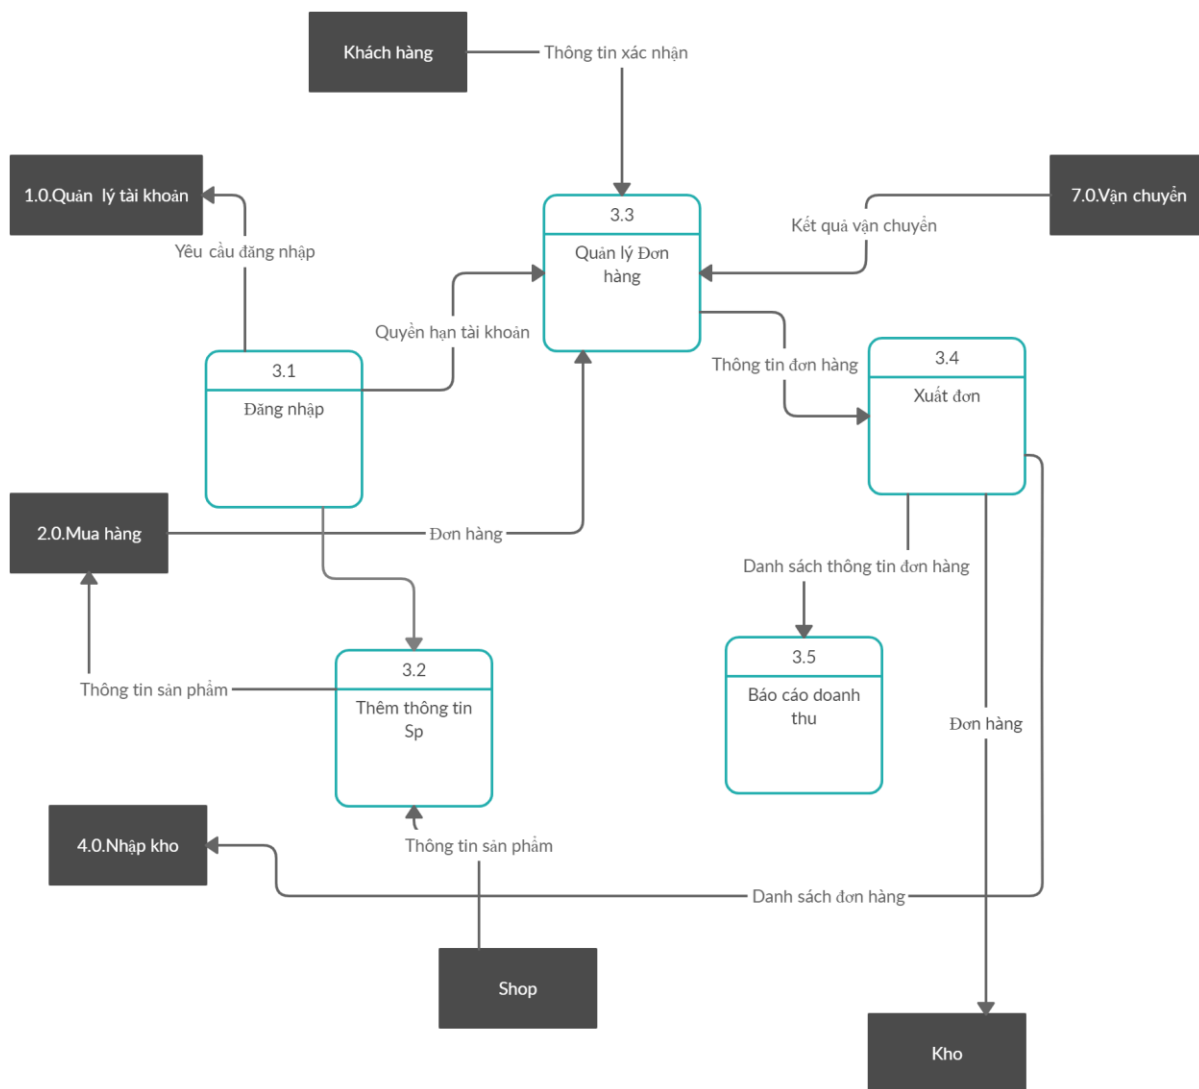 Khách hàng
Thông tin xác nhận
1.0.Quản lý tài khoản
7.0.Vận chuyển
3.3
Quản lý Đơn
hàng
Kết quả vận chuyển
Yêu cầu đăng nhập
Quyền hạn tài khoản
3.1
Đăng nhập
Thông tin đơn hàng
3.4
Xuất đơn
2.0.Mua hàng
Đơn hàng
Danh sách thông tin đơn hàng
3.2
Thêm thông tin
Sp
3.5
Báo cáo doanh
thu
Thông tin sản phẩm
Đơn hàng
4.0.Nhập kho
Thông tin sản phẩm
Danh sách đơn hàng
Shop
Kho